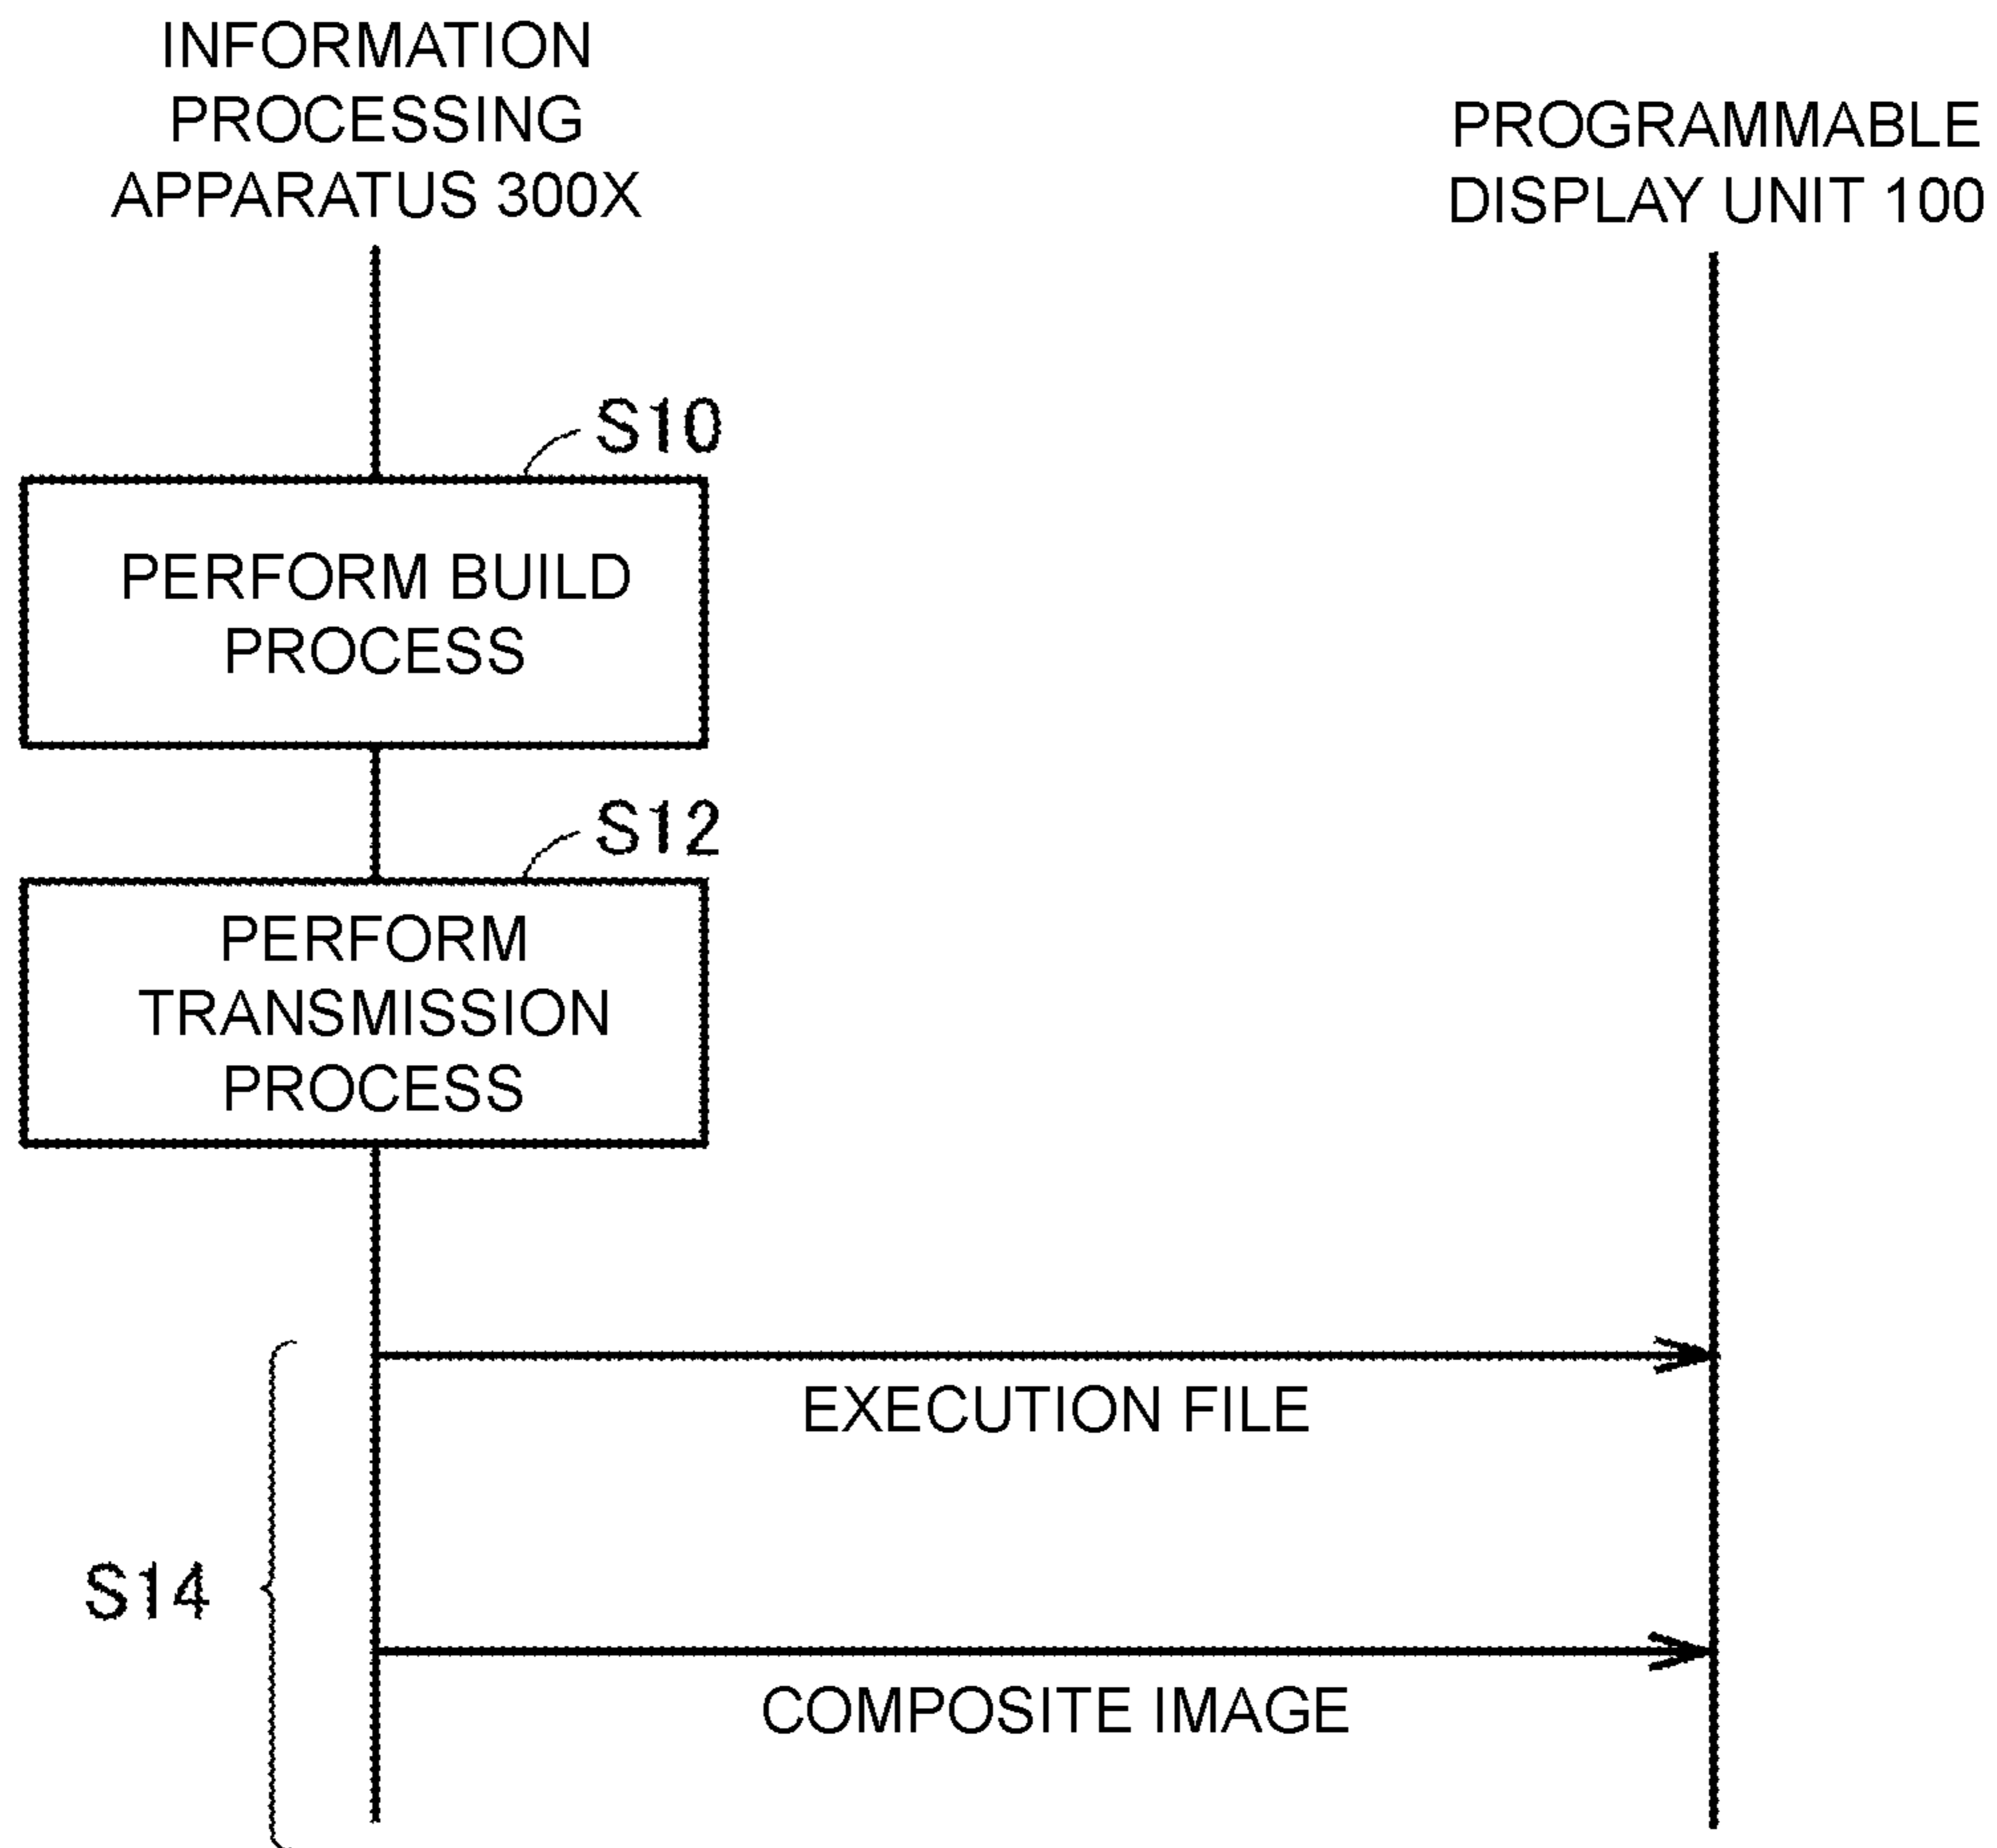 INFORMATION
PROCESSING
APPARATUS 300X
PROGRAMMABLE
DISPLAY UNIT 100
S10
PERFORM BUILD
PROCESS
S12
PERFORM
TRANSMISSION
PROCESS
EXECUTION FILE
S14
COMPOSITE IMAGE